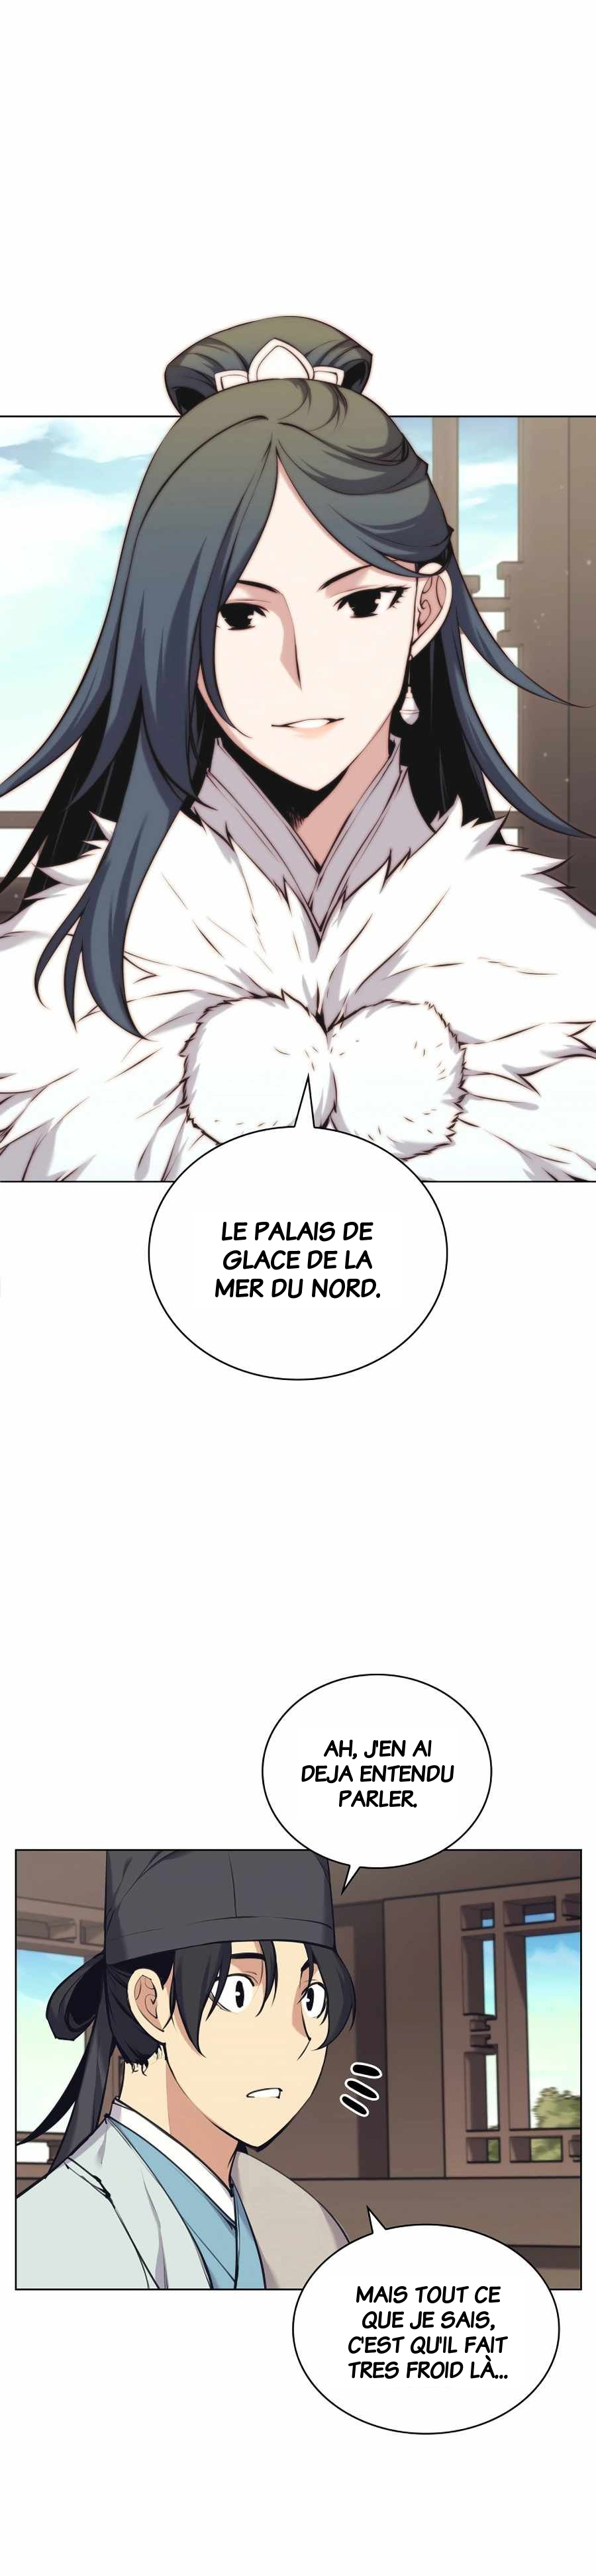 LE PALAIS DE
GLACE DE LA
MER DU NORD.
AH, J'EN AI
DEJA ENTENDU
PARLER.
MAIS TOUT CE
QUE JE SAIS,
C'EST QU'IL FAIT
TRES FROID LÀ...